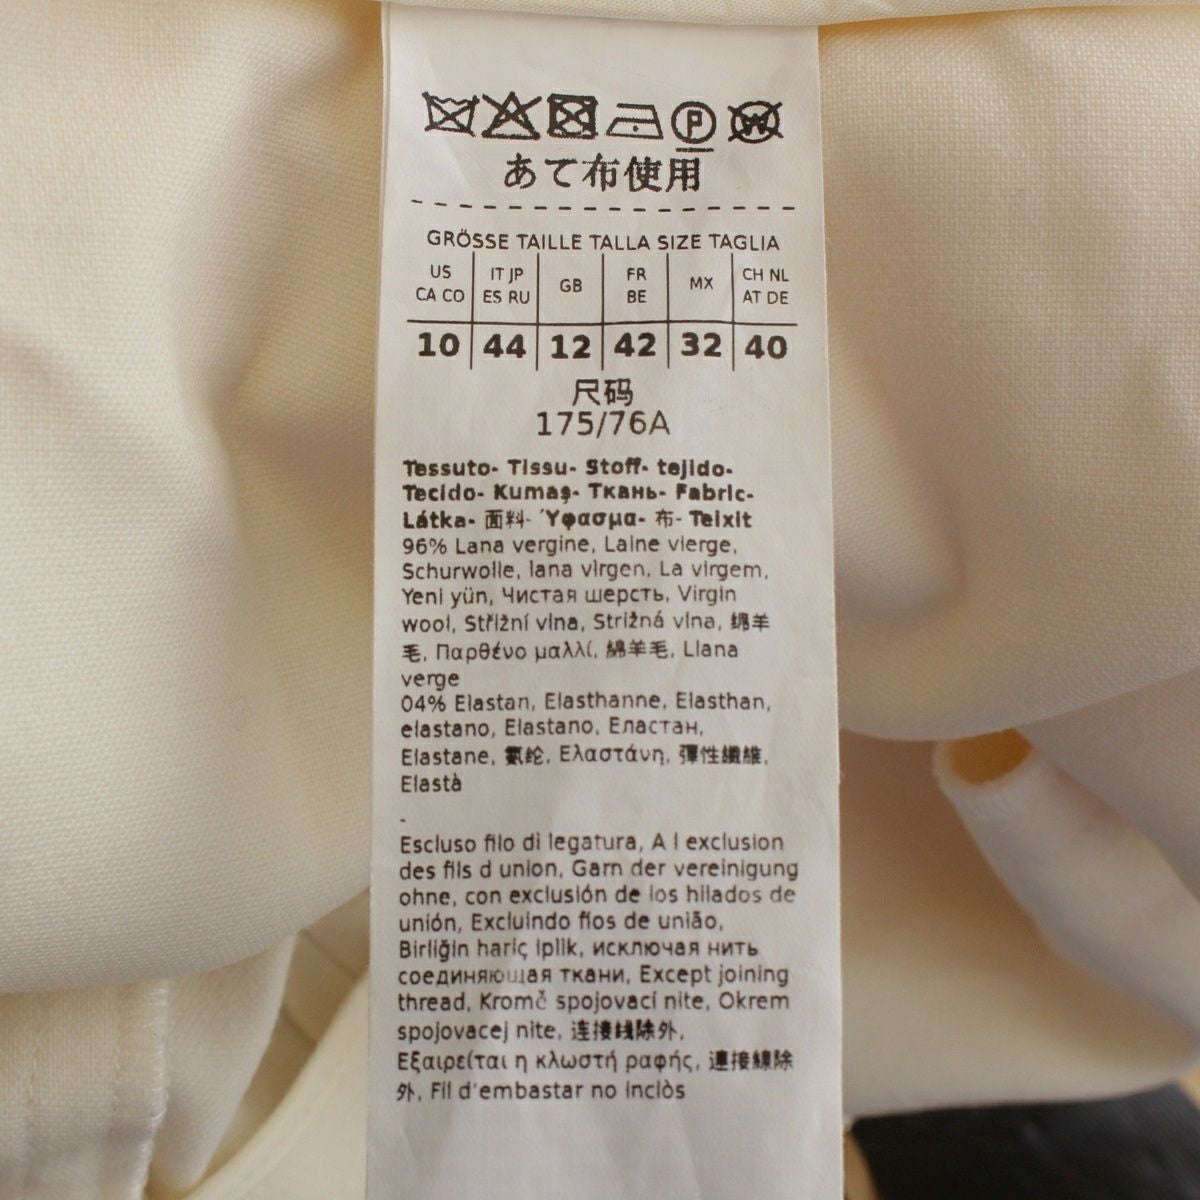 P W
あて布使用
GRÖSSE TAILLE TALLA SIZE TAGLIA
US CA CO IT JP ES RU GB FR BE MX CH NL AT DE
10 44 12 42 32 40
尺码
175/76A
Tessuto- Tissu- Stoff- tejido-
Tecido- Kumaş- Ткань- Fabric-
Látka- 面料- Ύφασμα- 布- Teixit
96% Lana vergine, Laine vierge,
Schurwolle, lana virgen, La virgem,
Yeni yün, Чистая шерсть, Virgin
wool, Střižní vlna, Strižná vlna, 绵羊
毛, Παρθένο μαλλί, 綿羊毛, Llana
verge
04% Elastan, Elasthanne, Elasthan,
elastano, Elastano, Еластан,
Elastane, 氨纶, Ελαστάνη, 彈性纖維,
Elastà
-
Escluso filo di legatura, A l exclusion
des fils d union, Garn der vereinigung
ohne, con exclusión de los hilados de
unión, Excluindo fios de união,
Birliğin hariç iplik, исключая нить
соединяющая ткани, Except joining
thread, Kromě spojovací nite, Okrem
spojovacej nite, 连接线除外,
Εξαιρείται η κλωστή ραφής, 連接線除
外, Fil d'embastar no inclòs